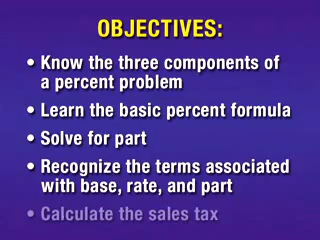 OBJECTIVES:
• Know the three components of
a percent problem
• Learn the basic percent formula
• Solve for part
• Recognize the terms associated
with base, rate, and part
• Calculate the sales tax